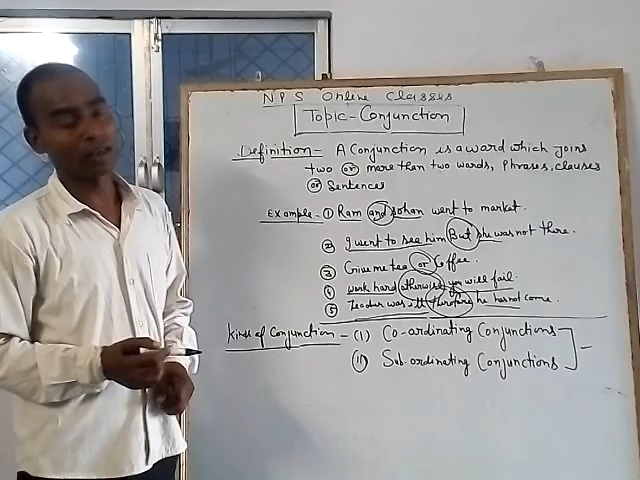 NPS Online Classes
Topic - Conjunction
Definition - A Conjunction is a word which joins
two or more than two words, Phrases, clauses
or Sentences
Example - ① Ram and Sohan went to market.
② I went to see him But she was not there.
③ Give me tea or Coffee.
④ work hard otherwise you will fail.
⑤ Teacher was ill therefore he has not come.
Kinds of Conjunction - (I) Co-ordinating Conjunctions
(II) Sub-ordinating Conjunctions